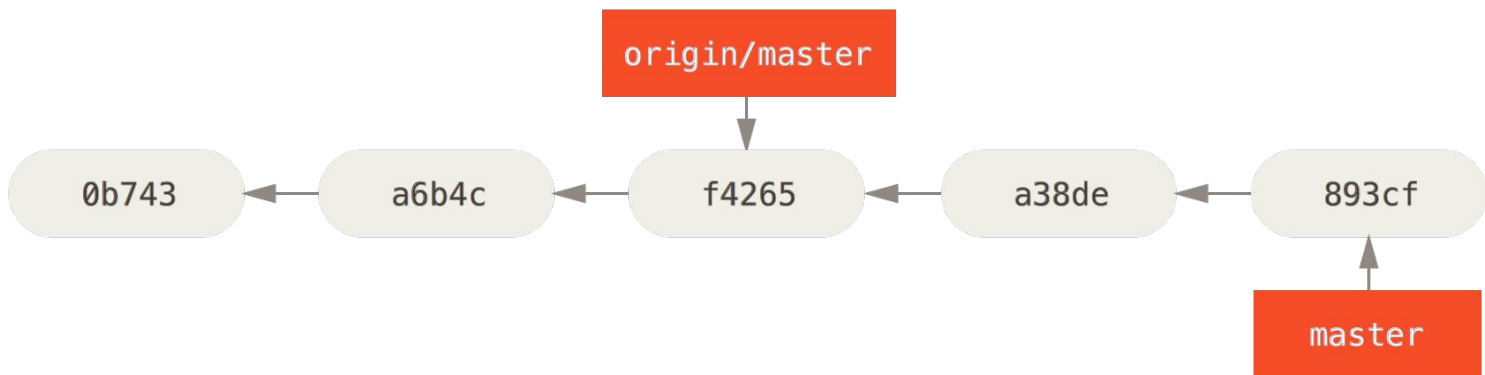 origin/master
0b743
a6b4c
f4265
a38de
893cf
master